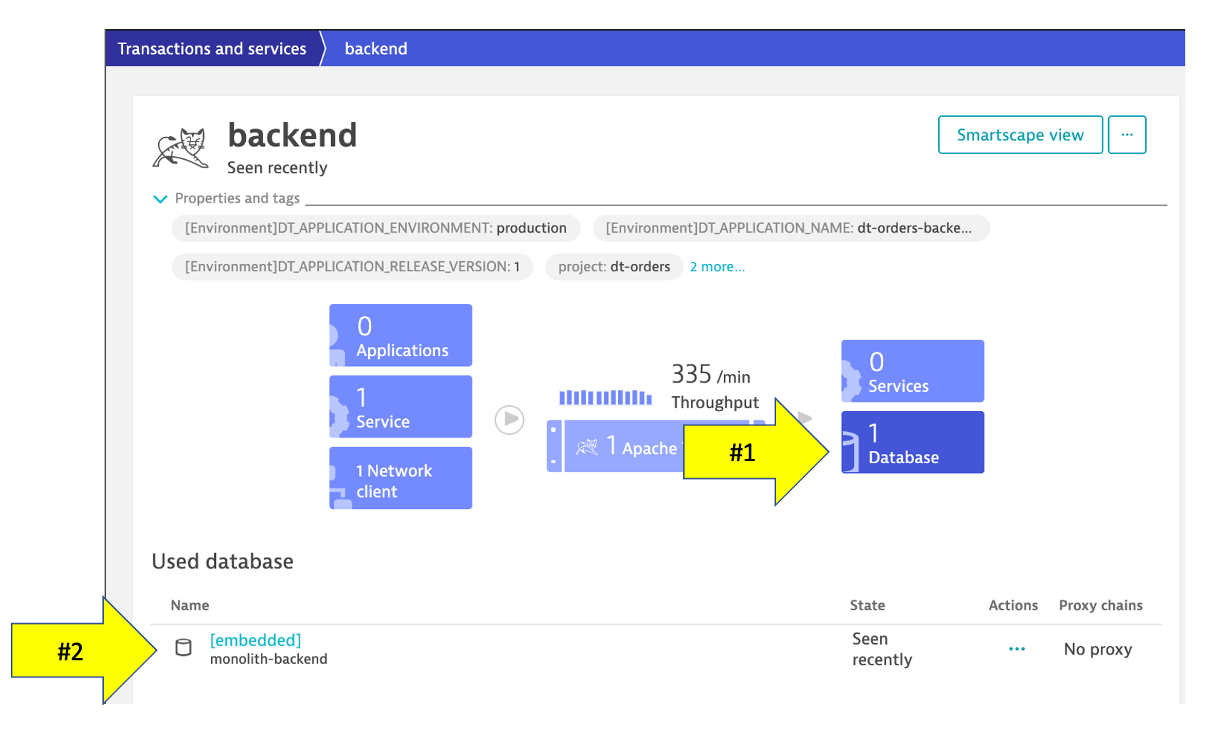 Transactions and services
backend
backend
Seen recently
Smartscape view
...
Properties and tags
[Environment]DT_APPLICATION_ENVIRONMENT: production
[Environment]DT_APPLICATION_NAME: dt-orders-backe...
[Environment]DT_APPLICATION_RELEASE_VERSION: 1
project: dt-orders
2 more...
0
Applications
1
Service
1 Network
client
335 /min
Throughput
1 Apache
#1
0
Services
1
Database
Used database
Name
State
Actions
Proxy chains
#2
[embedded]
monolith-backend
Seen
recently
...
No proxy